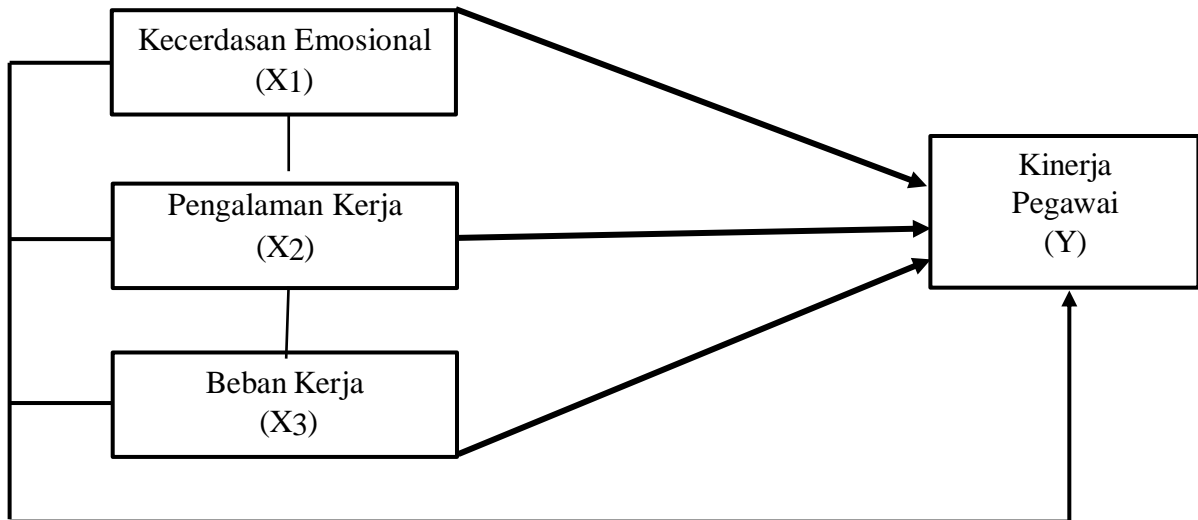 Kecerdasan Emosional
(X1)
Pengalaman Kerja
(X2)
Beban Kerja
(X3)
Kinerja
Pegawai
(Y)